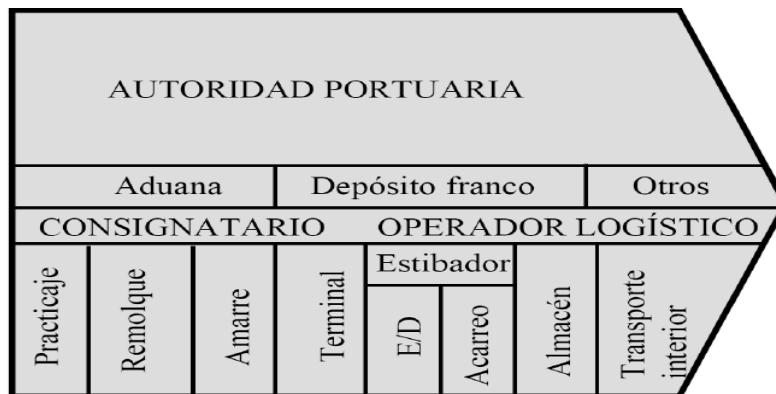 AUTORIDAD PORTUARIA
Aduana
Depósito franco
Otros
CONSIGNATARIO
OPERADOR LOGÍSTICO
Practicaje
Remolque
Amarre
Terminal
Estibador
E/D
Acarreo
Almacén
Transporte
interior